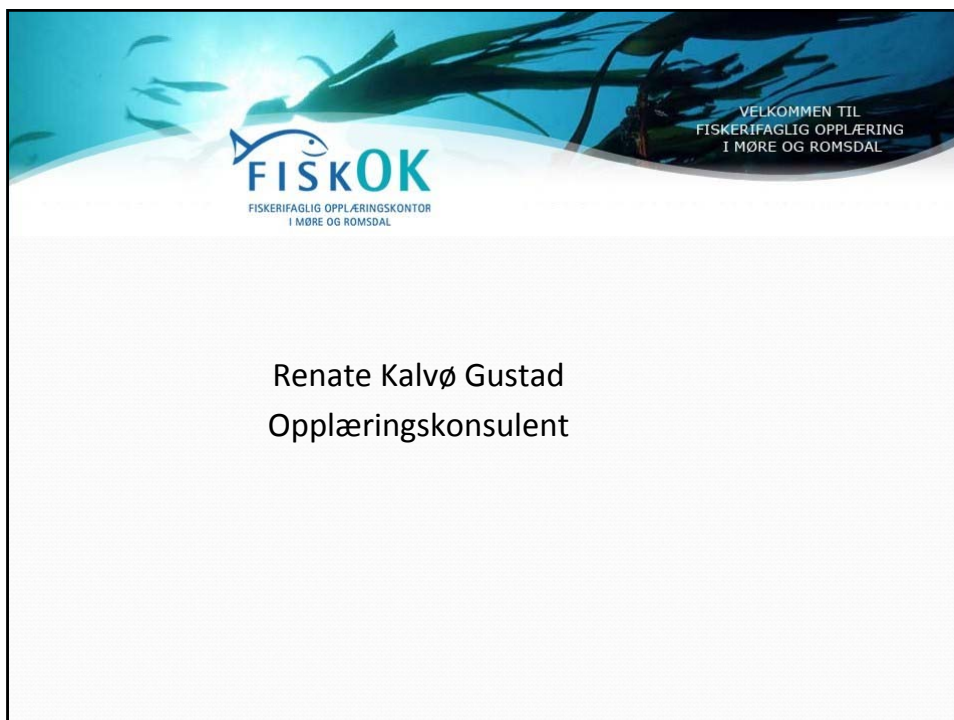 VELKOMMEN TIL
FISKERIFAGLIG OPPLÆRING
I MØRE OG ROMSDAL
FISKOK
FISKERIFAGLIG OPPLÆRINGSKONTOR
I MØRE OG ROMSDAL
Renate Kalvø Gustad
Opplæringskonsulent